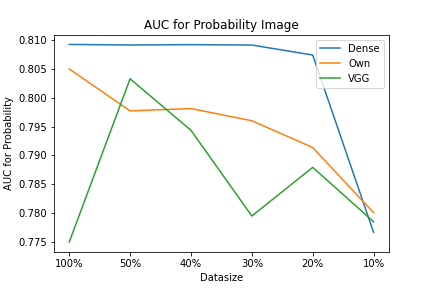 AUC for Probability Image
AUC for Probability
0.810
0.805
0.800
0.795
0.790
0.785
0.780
0.775
Dense
Own
VGG
100%
50%
40%
30%
20%
10%
Datasize